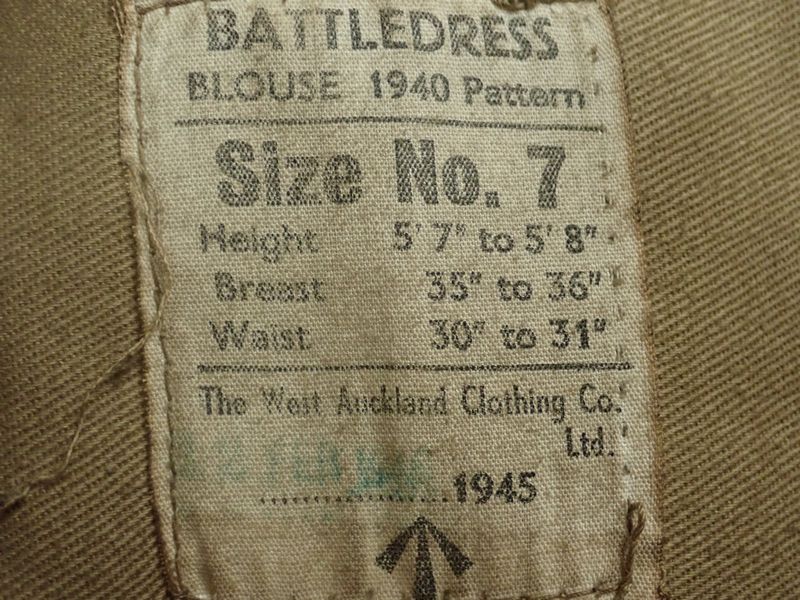 BATTLEDRESS
BLOUSE 1940 Pattern
Size No. 7
Height 5' 7" to 5' 8"
Breast 35" to 36"
Waist 30" to 31"
The West Auckland Clothing Co.
Ltd.
....................1945